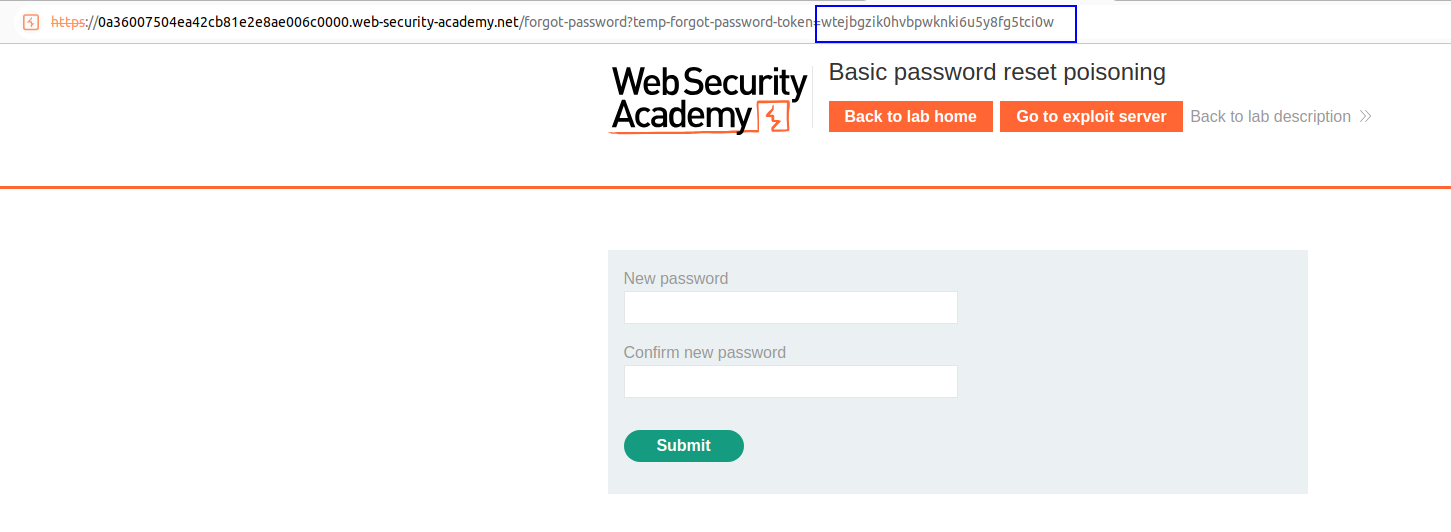 https://0a36007504ea42cb81e2e8ae006c0000.web-security-academy.net/forgot-password?temp-forgot-password-token=wtejbgzik0hvbpwknki6u5y8fg5tci0w
Web Security
Academy
Basic password reset poisoning
Back to lab home
Go to exploit server
Back to lab description
New password
Confirm new password
Submit